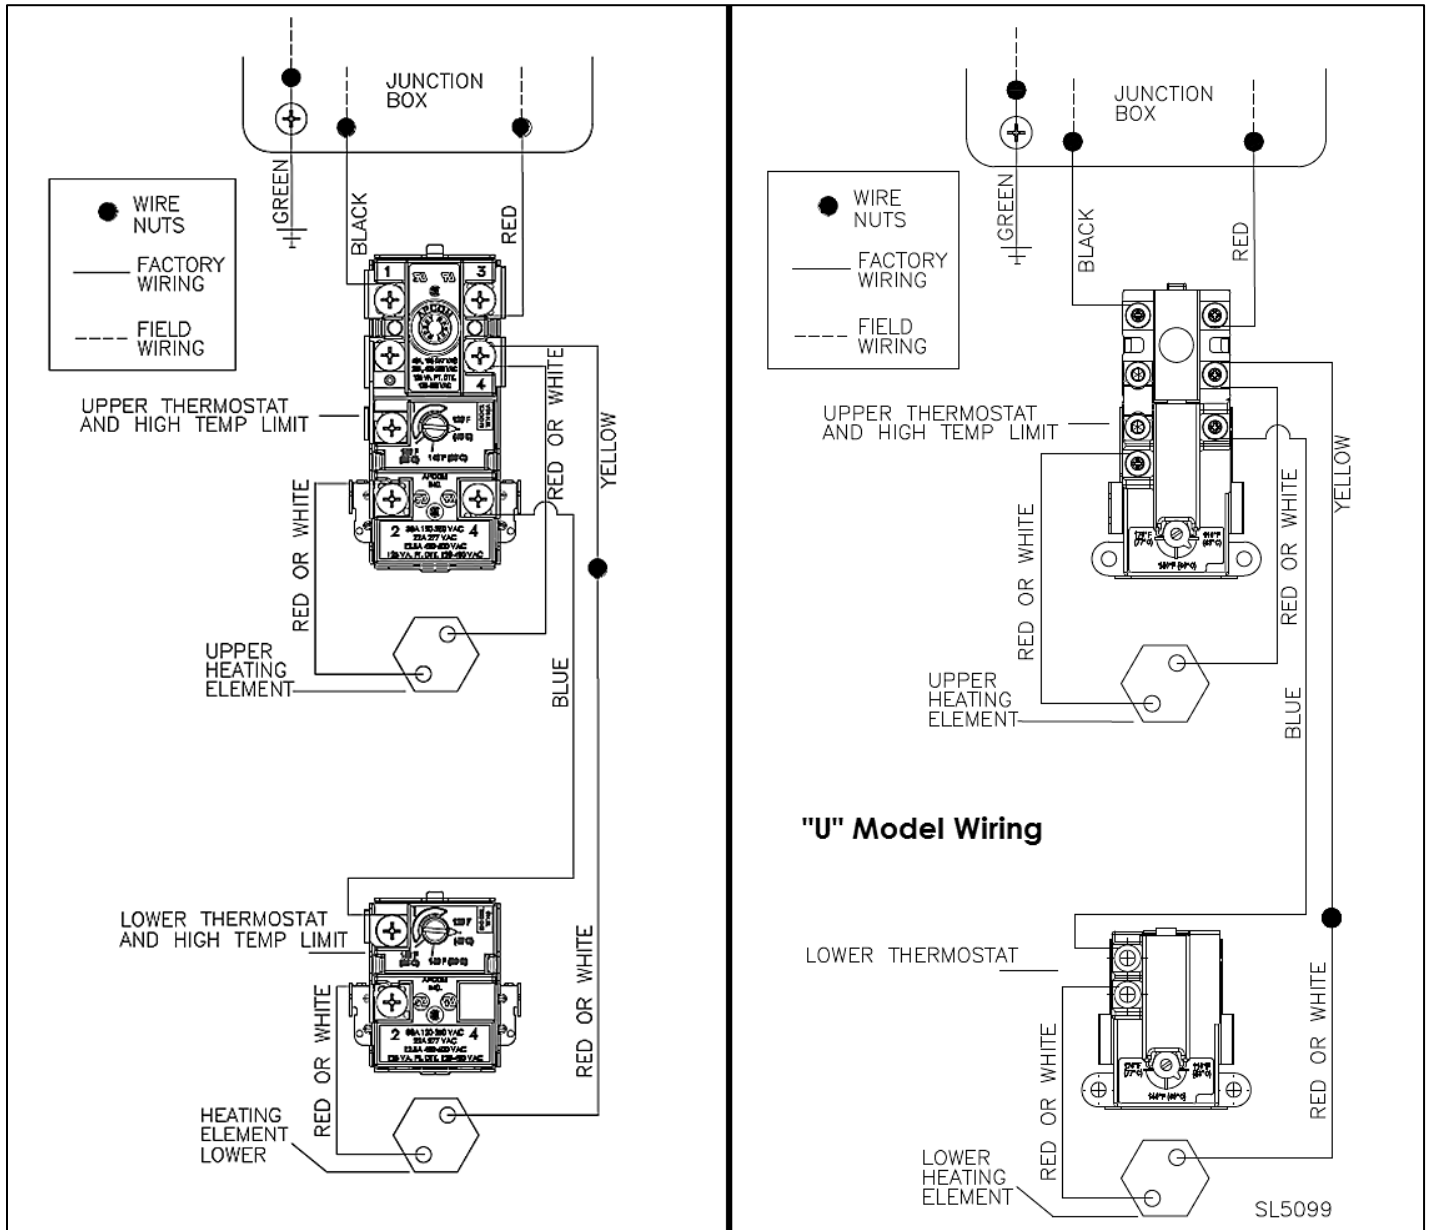 JUNCTION
BOX
GREEN
BLACK
RED
WIRE
NUTS
FACTORY
WIRING
FIELD
WIRING
1
3
4
UPPER THERMOSTAT
AND HIGH TEMP LIMIT
RED OR WHITE
YELLOW
APCOM
INC.
2
4
RED OR WHITE
UPPER
HEATING
ELEMENT
BLUE
LOWER THERMOSTAT
AND HIGH TEMP LIMIT
APCOM
INC.
2
4
RED OR WHITE
RED OR WHITE
HEATING
ELEMENT
LOWER
JUNCTION
BOX
GREEN
BLACK
RED
WIRE
NUTS
FACTORY
WIRING
FIELD
WIRING
UPPER THERMOSTAT
AND HIGH TEMP LIMIT
YELLOW
RED OR WHITE
RED OR WHITE
UPPER
HEATING
ELEMENT
BLUE
"U" Model Wiring
LOWER THERMOSTAT
RED OR WHITE
RED OR WHITE
LOWER
HEATING
ELEMENT
SL5099